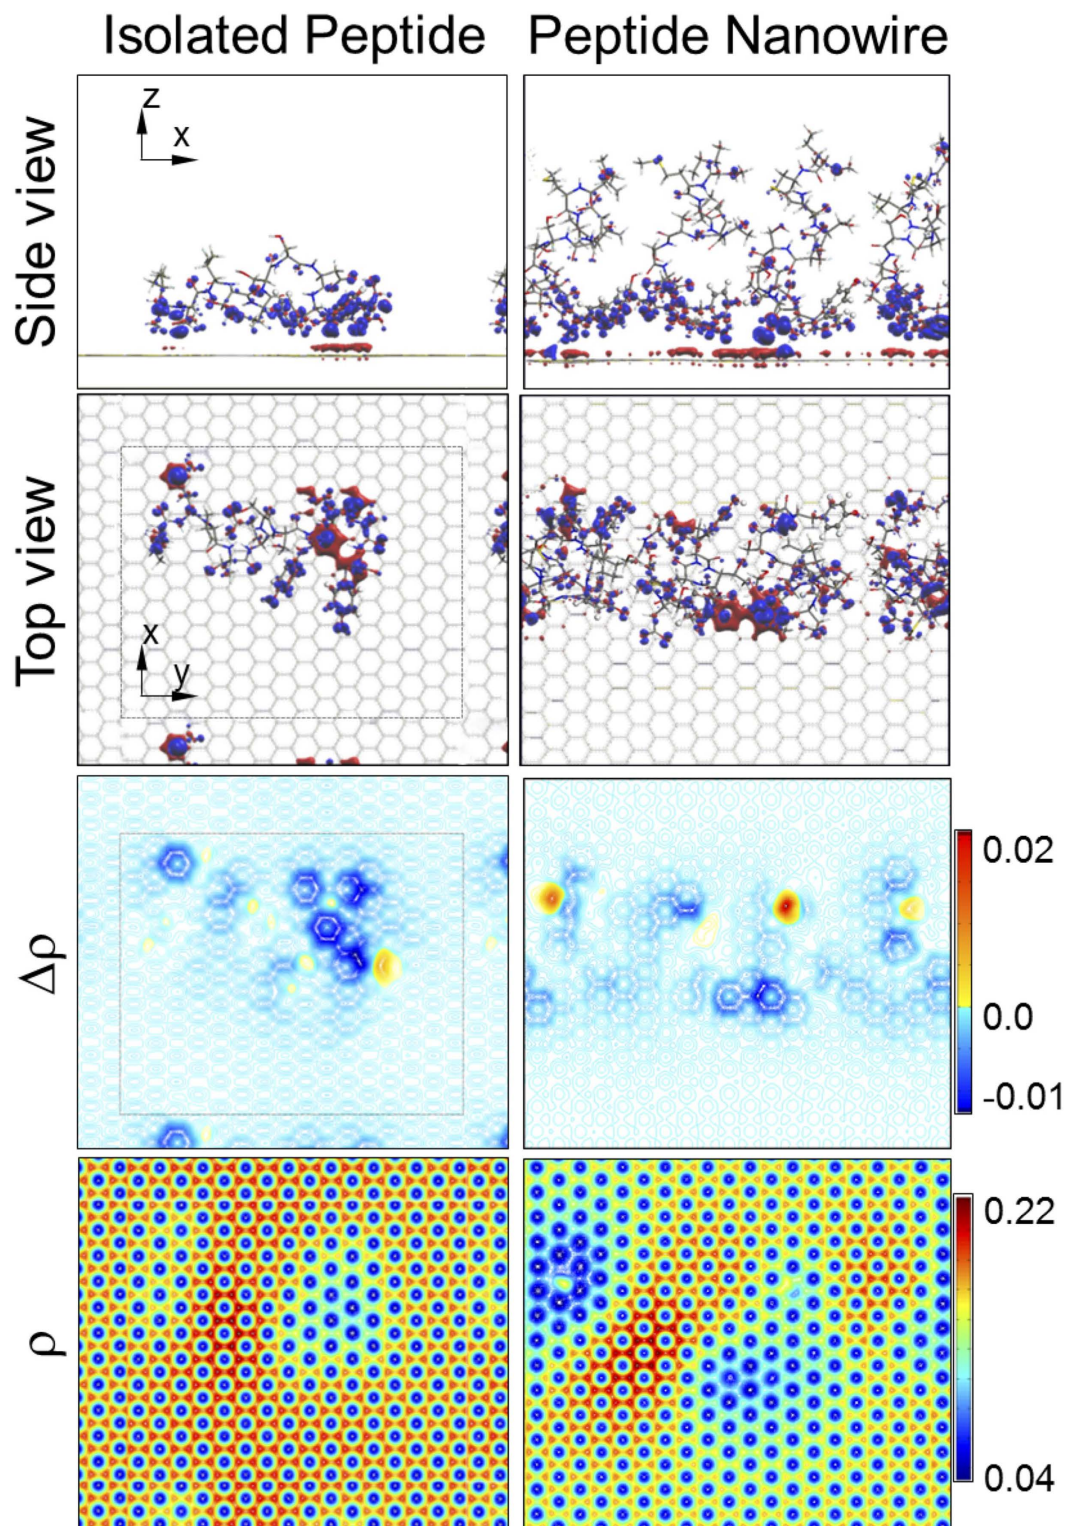 Isolated Peptide
Peptide Nanowire
Side view
z
x
Top view
x
y
Δρ
0.02
0.0
-0.01
ρ
0.22
0.04